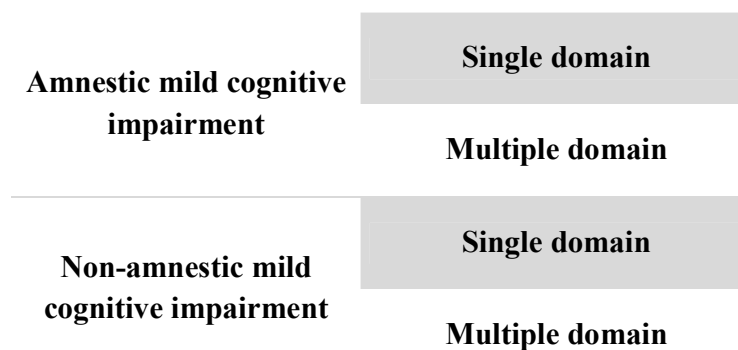 Amnestic mild cognitive
impairment
Single domain
Multiple domain
Non-amnestic mild
cognitive impairment
Single domain
Multiple domain